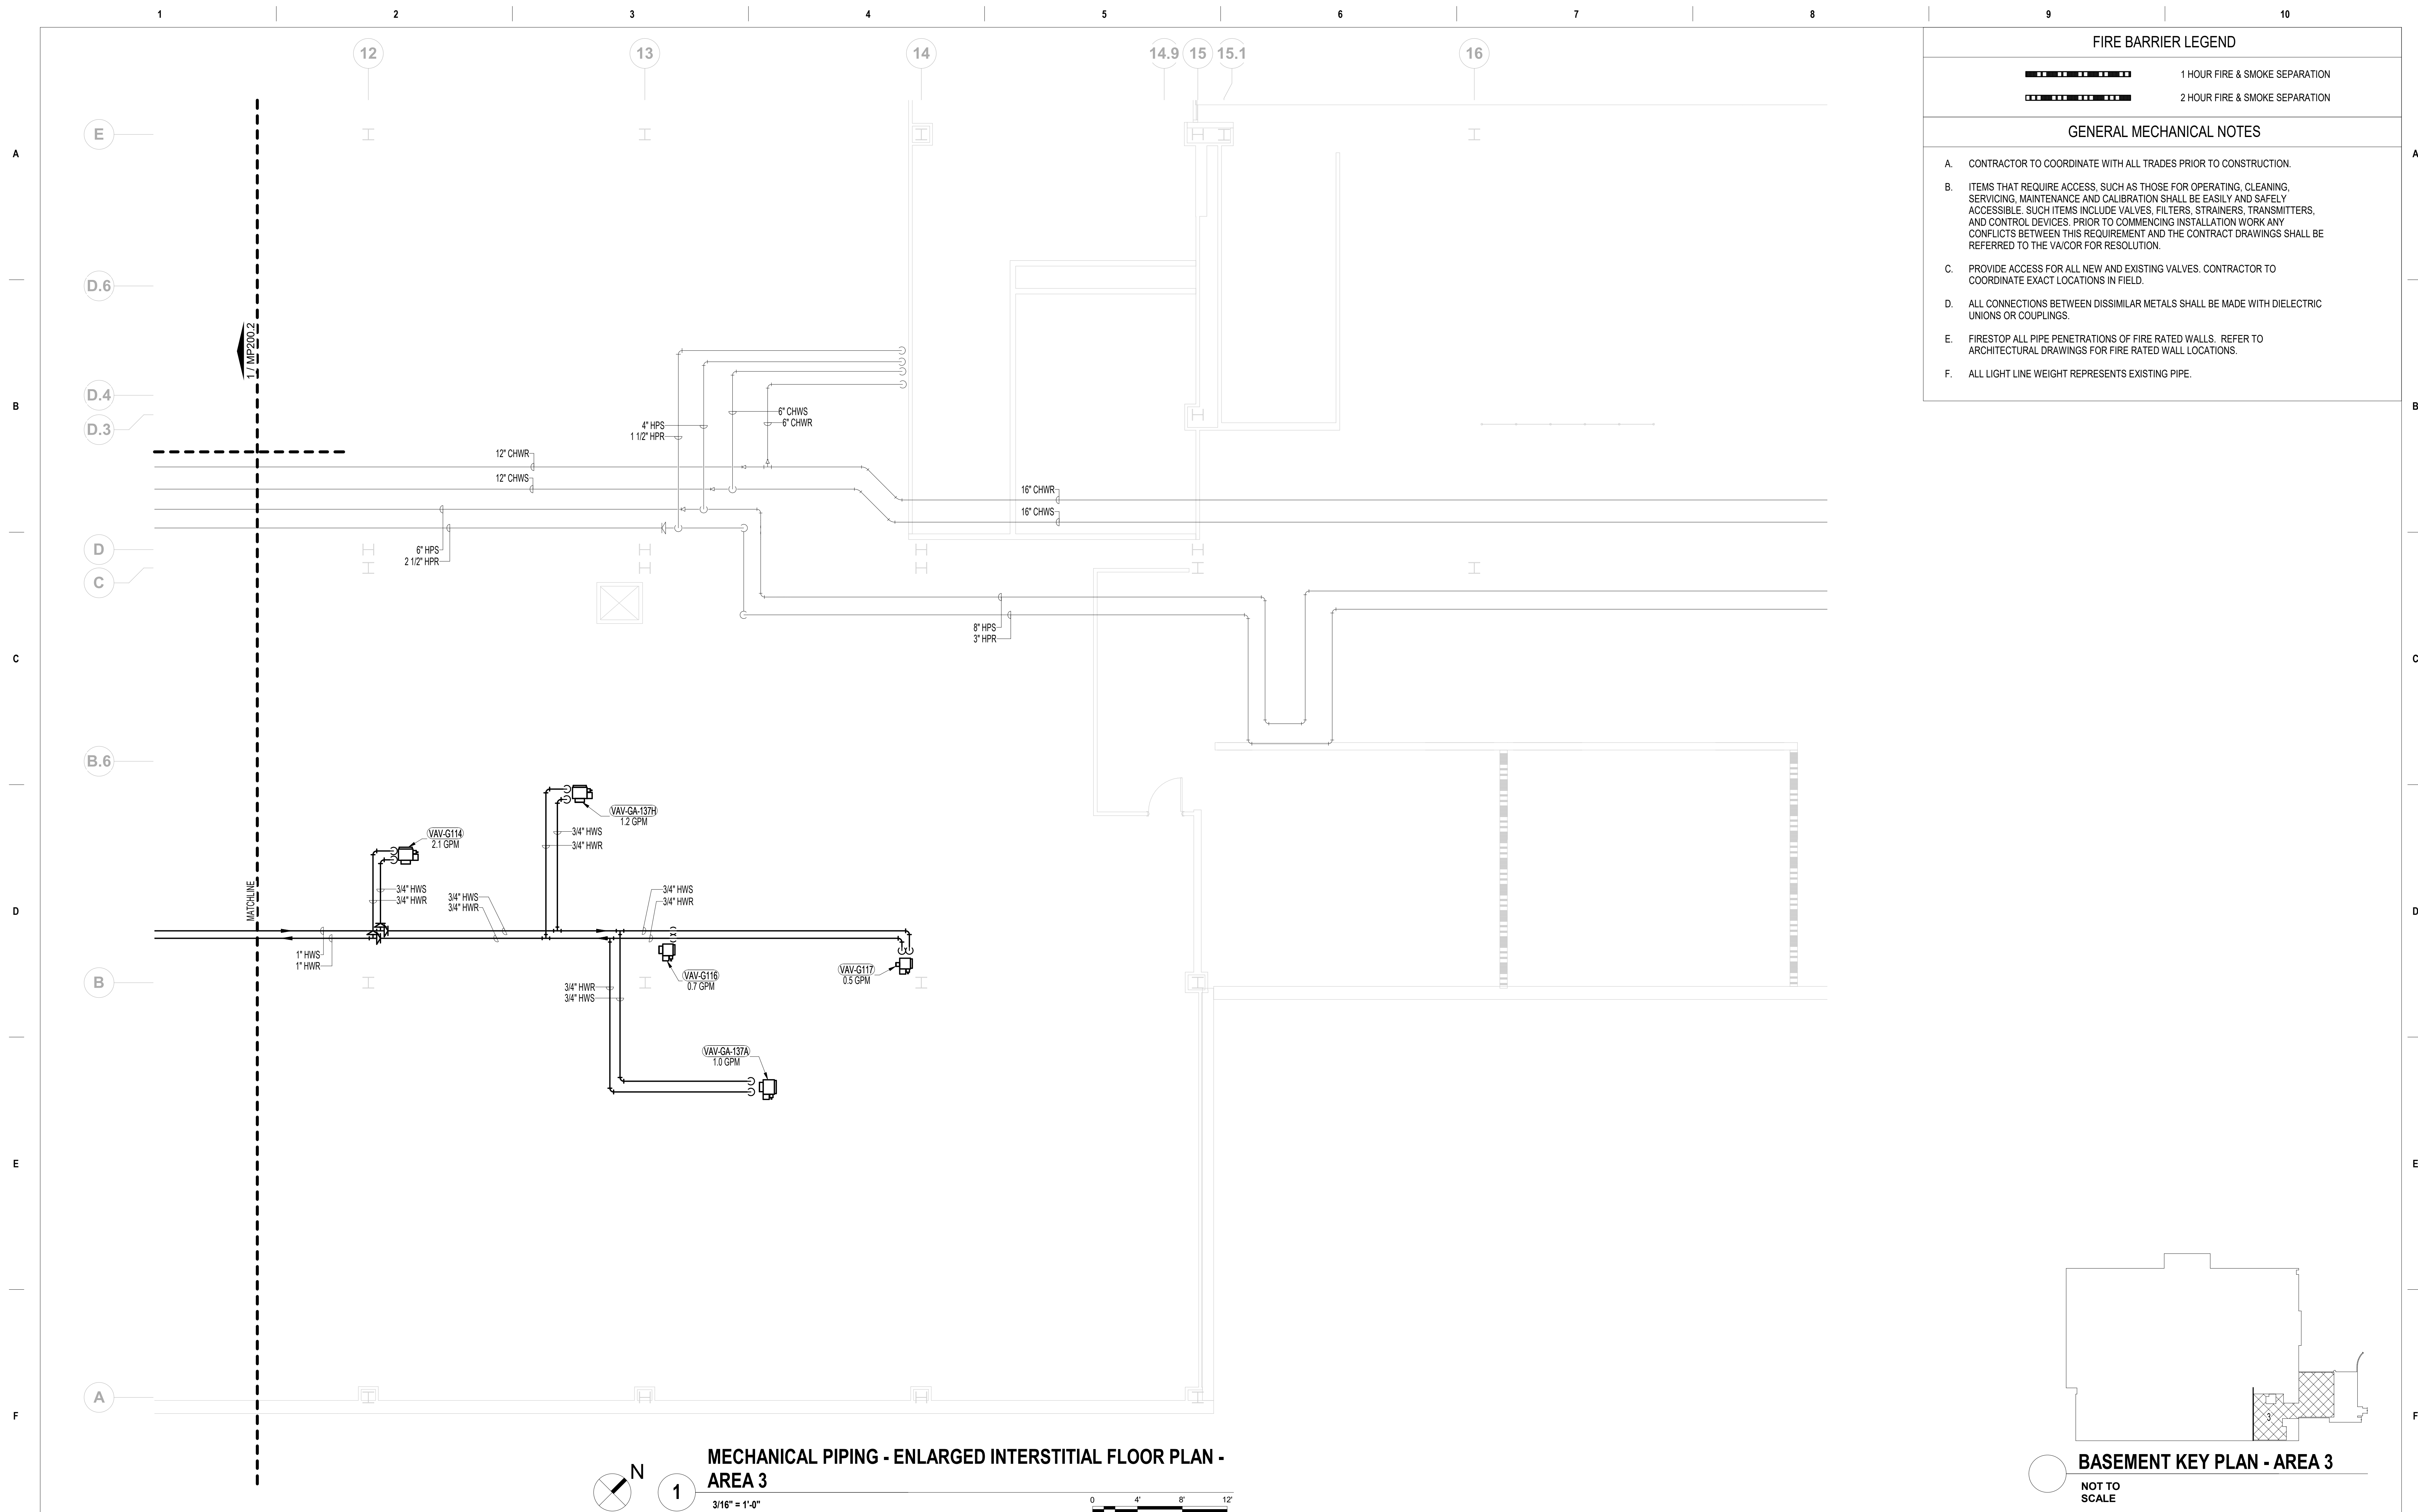 1 2 3 4 5 6 7 8 9 10
12 13 14 14.9 15 15.1 16
FIRE BARRIER LEGEND
1 HOUR FIRE & SMOKE SEPARATION
2 HOUR FIRE & SMOKE SEPARATION
GENERAL MECHANICAL NOTES
A. CONTRACTOR TO COORDINATE WITH ALL TRADES PRIOR TO CONSTRUCTION.
B. ITEMS THAT REQUIRE ACCESS, SUCH AS THOSE FOR OPERATING, CLEANING,
SERVICING, MAINTENANCE AND CALIBRATION SHALL BE EASILY AND SAFELY
ACCESSIBLE. SUCH ITEMS INCLUDE VALVES, FILTERS, STRAINERS, TRANSMITTERS,
AND CONTROL DEVICES. PRIOR TO COMMENCING INSTALLATION WORK ANY
CONFLICTS BETWEEN THIS REQUIREMENT AND THE CONTRACT DRAWINGS SHALL BE
REFERRED TO THE VA/COR FOR RESOLUTION.
C. PROVIDE ACCESS FOR ALL NEW AND EXISTING VALVES. CONTRACTOR TO
COORDINATE EXACT LOCATIONS IN FIELD.
D. ALL CONNECTIONS BETWEEN DISSIMILAR METALS SHALL BE MADE WITH DIELECTRIC
UNIONS OR COUPLINGS.
E. FIRESTOP ALL PIPE PENETRATIONS OF FIRE RATED WALLS. REFER TO
ARCHITECTURAL DRAWINGS FOR FIRE RATED WALL LOCATIONS.
F. ALL LIGHT LINE WEIGHT REPRESENTS EXISTING PIPE.
A
B
C
D
E
F
A
B
C
D
E
F
E
D.6
D.4
D.3
D
C
B.6
B
A
1 / MP200.2
MATCHLINE
6" CHWS
6" CHWR
4" HPS
1 1/2" HPR
12" CHWR
12" CHWS
16" CHWR
16" CHWS
6" HPS
2 1/2" HPR
8" HPS
3" HPR
VAV-GA-137H
1.2 GPM
3/4" HWS
3/4" HWR
VAV-G114
2.1 GPM
3/4" HWS
3/4" HWR
3/4" HWS
3/4" HWR
3/4" HWS
3/4" HWR
1" HWS
1" HWR
VAV-G116
0.7 GPM
VAV-G117
0.5 GPM
3/4" HWR
3/4" HWS
VAV-GA-137A
1.0 GPM
3
N
1
MECHANICAL PIPING - ENLARGED INTERSTITIAL FLOOR PLAN -
AREA 3
3/16" = 1'-0"
0 4' 8' 12'
BASEMENT KEY PLAN - AREA 3
NOT TO
SCALE